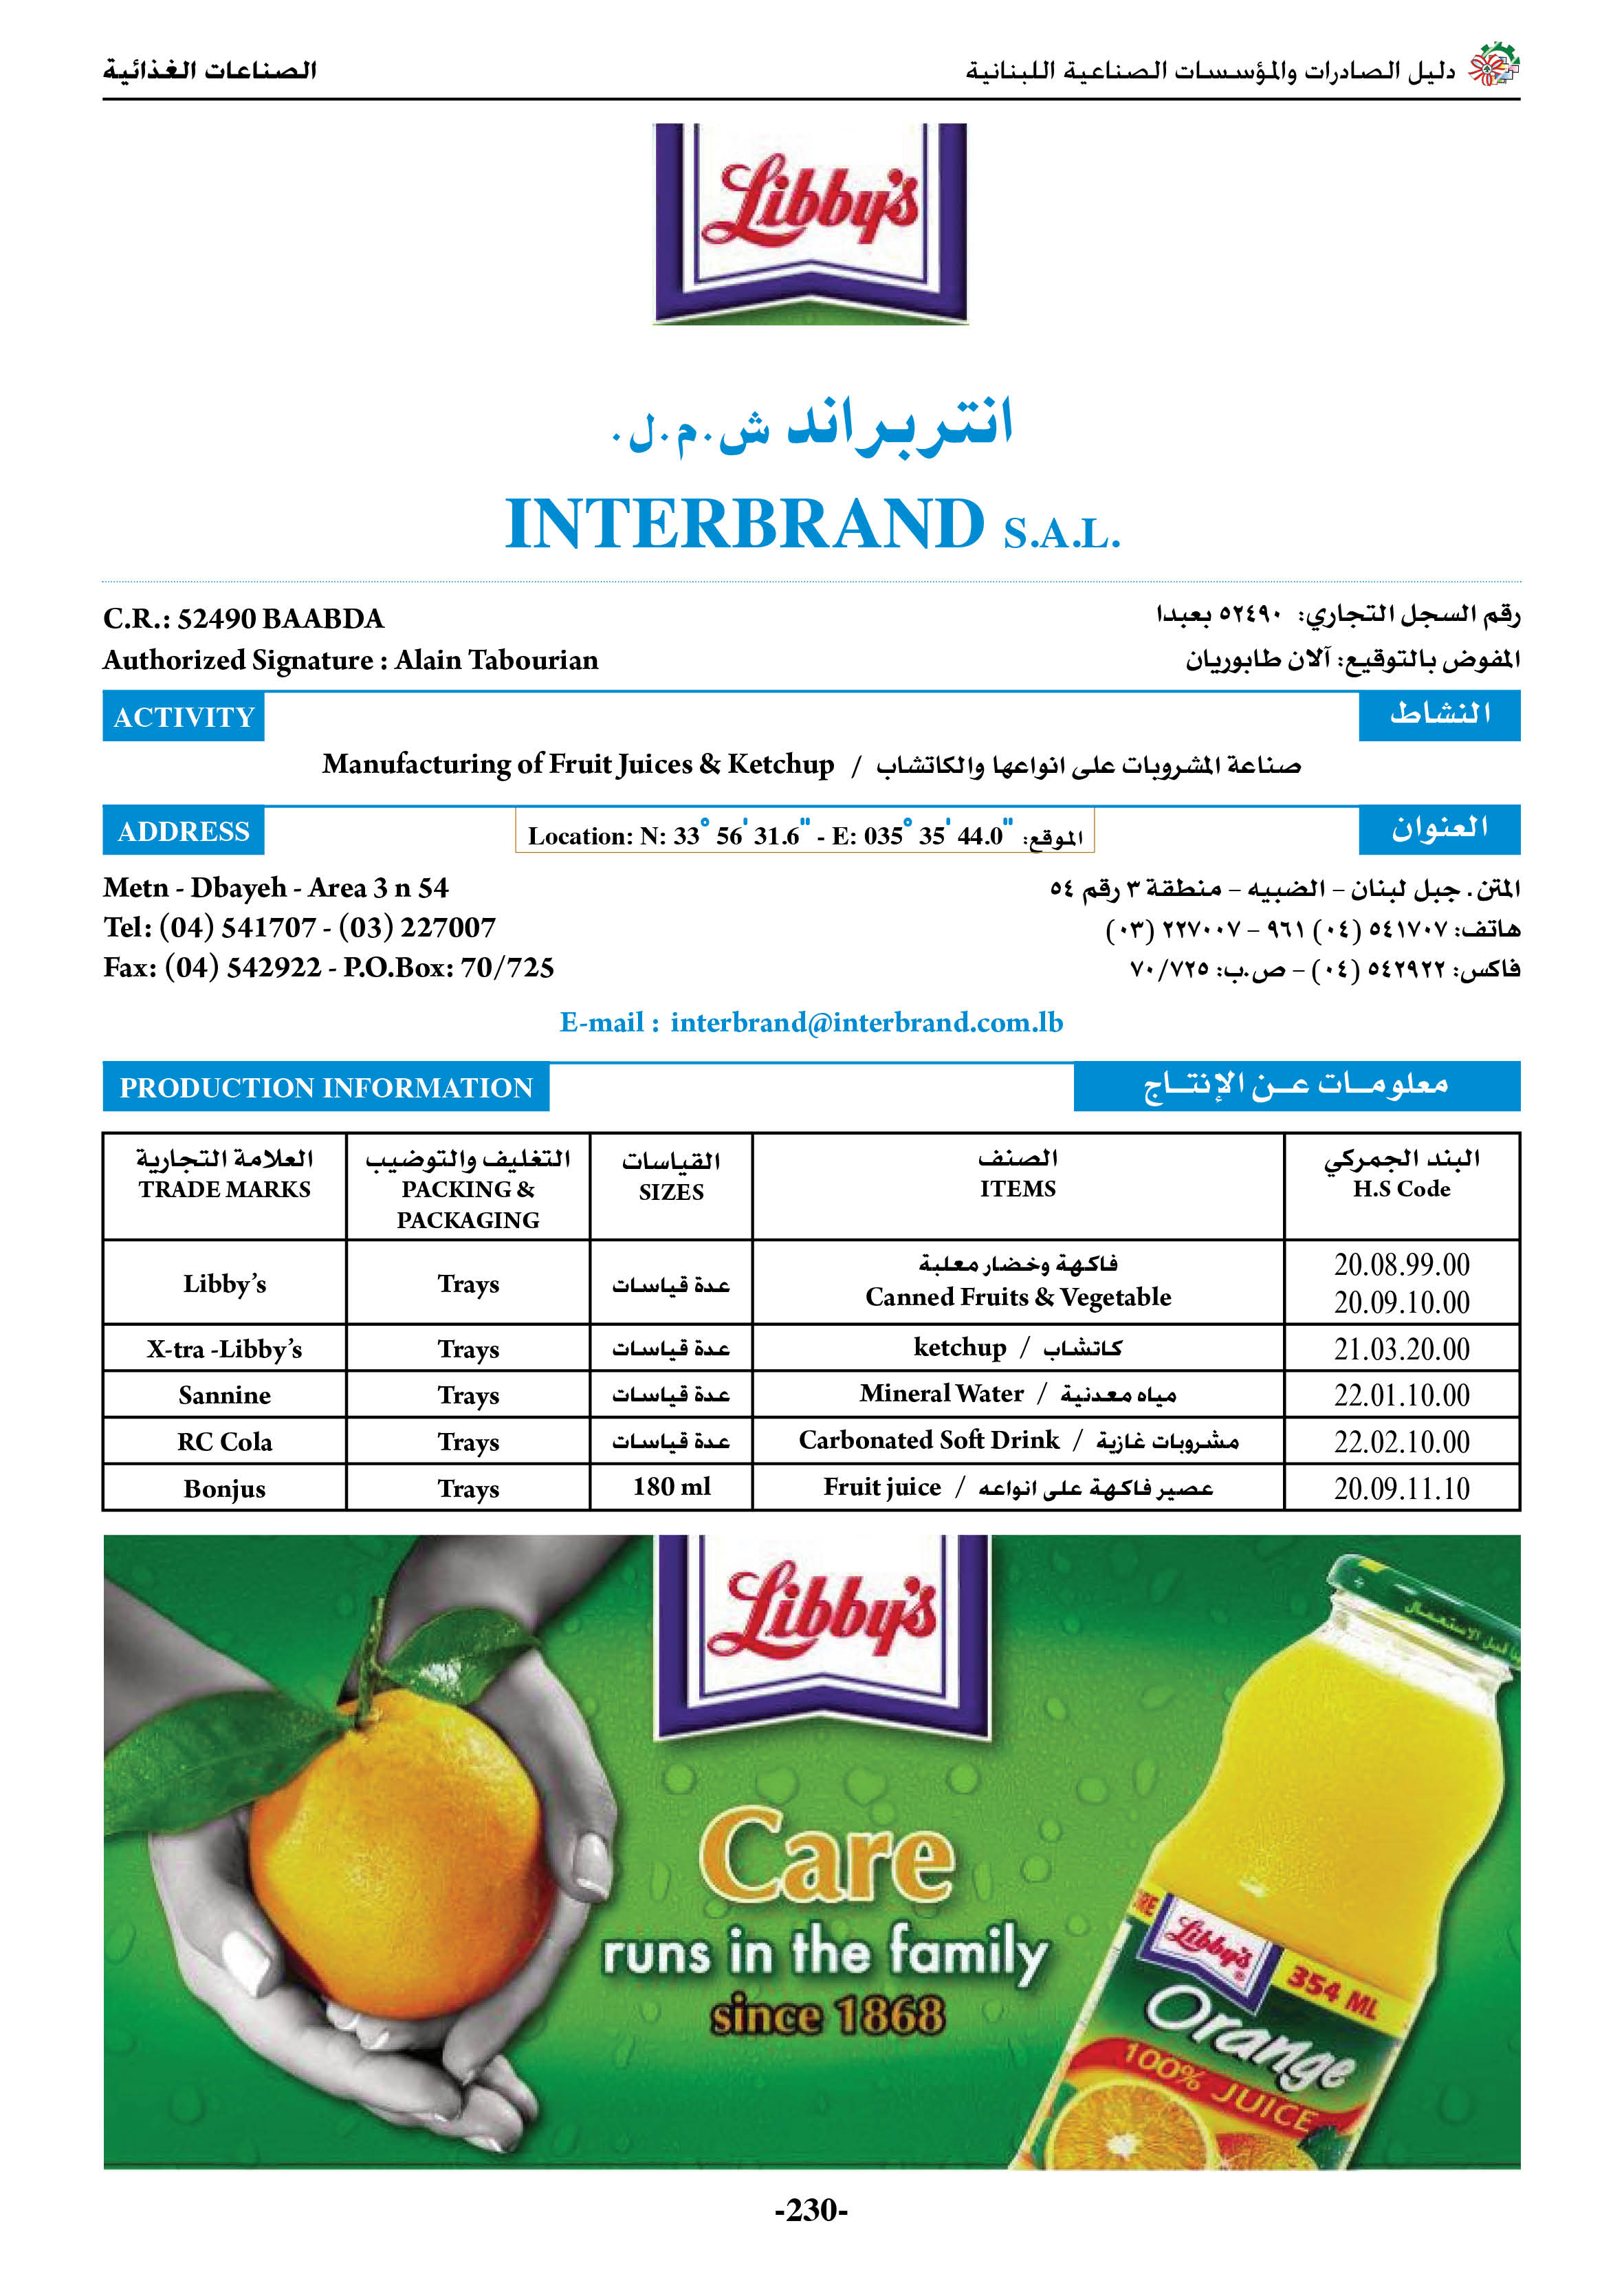 دليل الصادرات والمؤسسات الصناعية اللبنانية
الصناعات الغذائية
Libby's
انتربراند ش.م.ل.
INTERBRAND S.A.L.
C.R.: 52490 BAABDA
رقم السجل التجاري: ٥٢٤٩٠ بعبدا
Authorized Signature : Alain Tabourian
المفوض بالتوقيع: آلان طابوريان
ACTIVITY
النشاط
Manufacturing of Fruit Juices & Ketchup / صناعة المشروبات على انواعها والكاتشاب
ADDRESS
Location: N: 33° 56' 31.6" - E: 035° 35' 44.0" الموقع:
العنوان
Metn - Dbayeh - Area 3 n 54
المتن. جبل لبنان - الضبيه - منطقة ٣ رقم ٥٤
Tel: (04) 541707 - (03) 227007
هاتف: ٥٤١٧٠٧ (٠٤) ٩٦١ - ٢٢٧٠٠٧ (٠٣)
Fax: (04) 542922 - P.O.Box: 70/725
فاكس: ٥٤٢٩٢٢ (٠٤) - ص.ب: ٧٠/٧٢٥
E-mail : interbrand@interbrand.com.lb
PRODUCTION INFORMATION
معلومــات عــن الإنتــاج
العلامة التجارية التغليف والتوضيب القياسات الصنف البند الجمركي
TRADE MARKS PACKING & SIZES ITEMS H.S Code
PACKAGING
فاكهة وخضار معلبة 20.08.99.00
Libby's Trays عدة قياسات
Canned Fruits & Vegetable 20.09.10.00
X-tra -Libby's Trays عدة قياسات ketchup / كاتشاب 21.03.20.00
Sannine Trays عدة قياسات Mineral Water / مياه معدنية 22.01.10.00
RC Cola Trays عدة قياسات Carbonated Soft Drink / مشروبات غازية 22.02.10.00
Bonjus Trays 180 ml Fruit juice / عصير فاكهة على انواعه 20.09.11.10
Libby's
Care
runs in the family
since 1868
قبل الاستعمال
Libby's
354 ML
Orange
100% JUICE
-230-